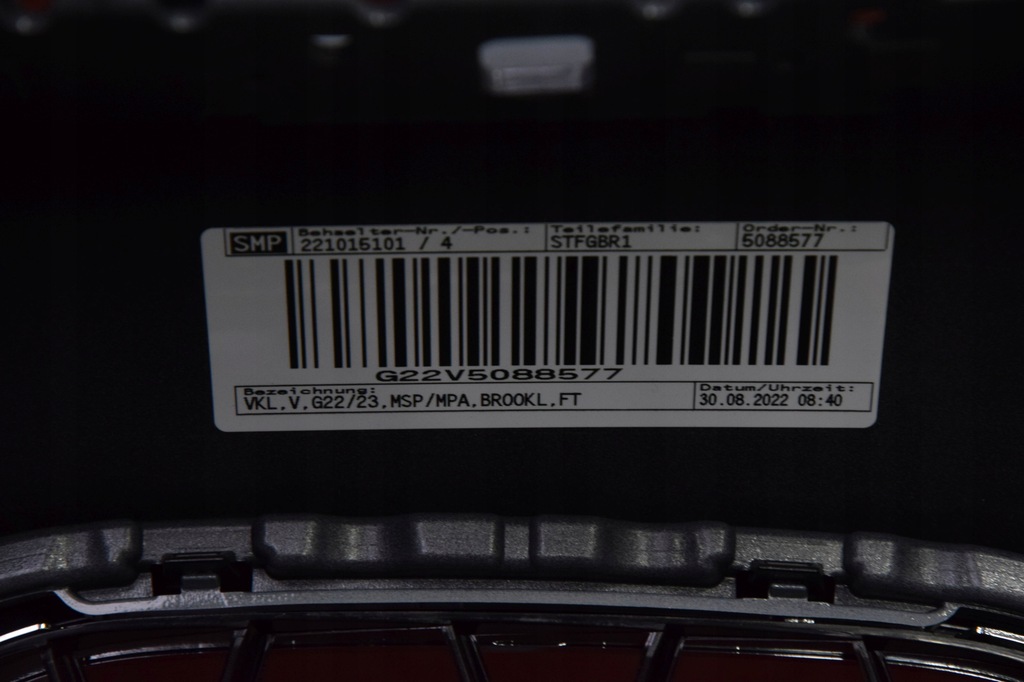 SMP Behaelter-Nr./-Pos.: Teilefamilie: Order-Nr.:
221015101 / 4 STFGBR1 5088577
G22V5088577
Bezeichnung: Datum/Uhrzeit:
VKL,V,G22/23,MSP/MPA,BROOKL,FT 30.08.2022 08:40